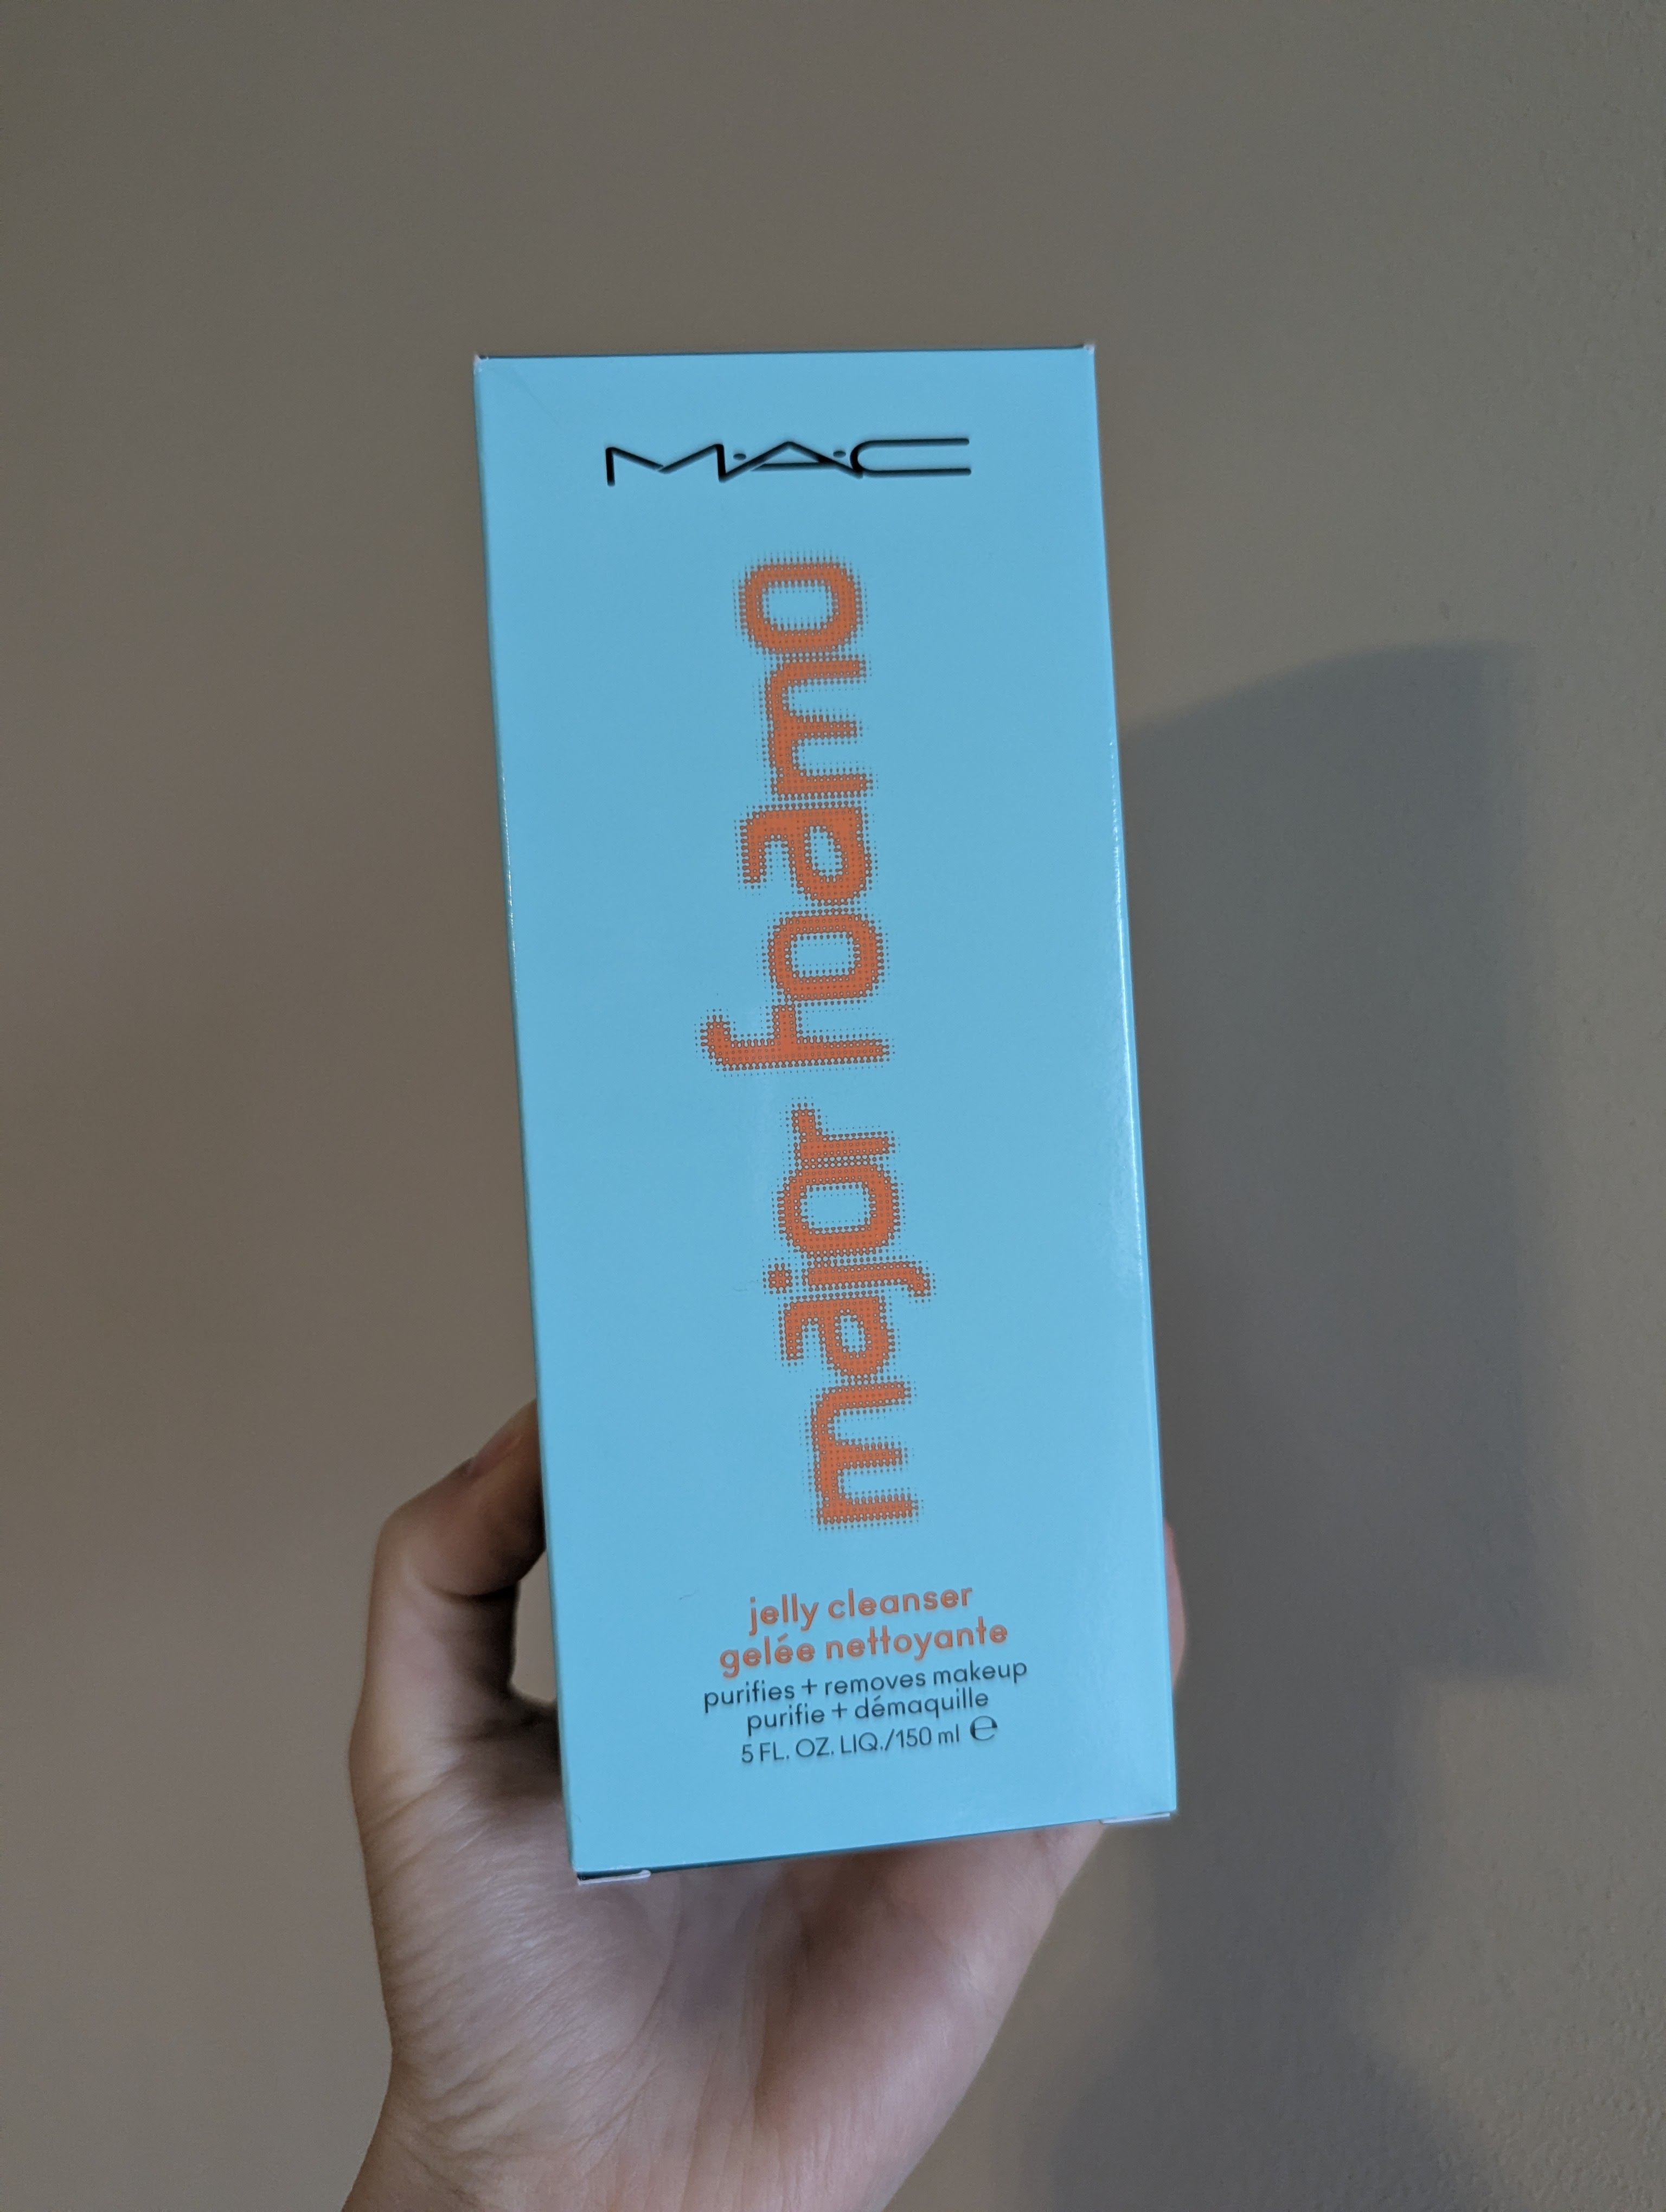 M·A·C
major foamo
jelly cleanser
gelée nettoyante
purifies + removes makeup
purifie + démaquille
5 FL. OZ. LIQ./150 ml ℮